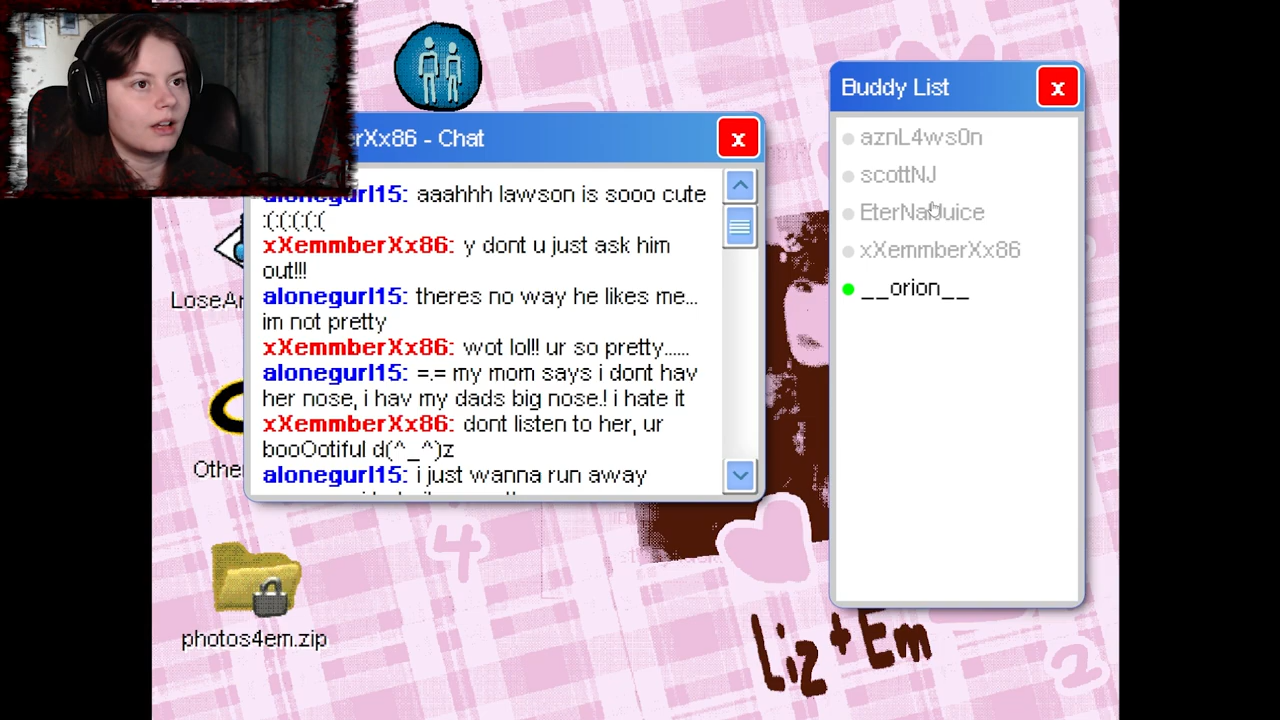 Buddy List
x
aznL4ws0n
scottNJ
xXemmberXx86
__orion__
erXx86 - Chat
x
alonegurl15: aaahhh lawson is sooo cute
:(:(:(:(:(
xXemmberXx86: y dont u just ask him
out!!!
alonegurl15: theres no way he likes me...
im not pretty
xXemmberXx86: wot lol!! ur so pretty......
alonegurl15: =.= my mom says i dont hav
her nose, i hav my dads big nose.! i hate it
xXemmberXx86: dont listen to her, ur
booOotiful d(^_^)z
alonegurl15: i just wanna run away
LoseAr
Othe
photos4em.zip
4
Liz + Em
2